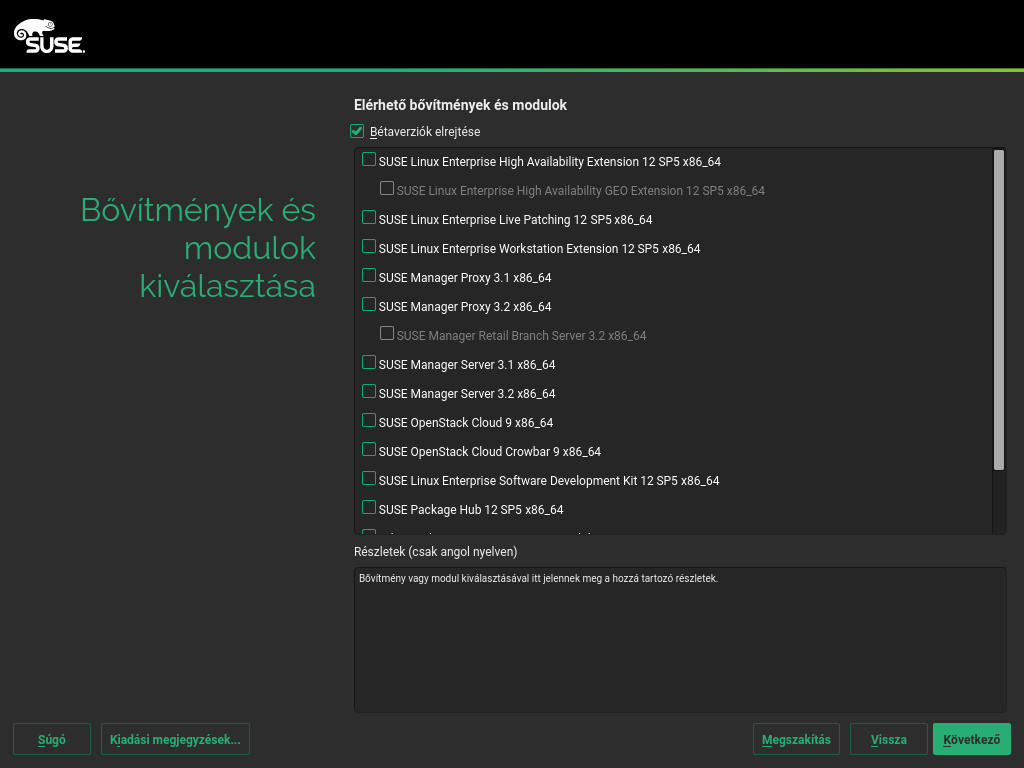 SUSE.
Elérhető bővítmények és modulok
Bétaverziók elrejtése
Bővítmények és
modulok
kiválasztása
SUSE Linux Enterprise High Availability Extension 12 SP5 x86_64
SUSE Linux Enterprise High Availability GEO Extension 12 SP5 x86_64
SUSE Linux Enterprise Live Patching 12 SP5 x86_64
SUSE Linux Enterprise Workstation Extension 12 SP5 x86_64
SUSE Manager Proxy 3.1 x86_64
SUSE Manager Proxy 3.2 x86_64
SUSE Manager Retail Branch Server 3.2 x86_64
SUSE Manager Server 3.1 x86_64
SUSE Manager Server 3.2 x86_64
SUSE OpenStack Cloud 9 x86_64
SUSE OpenStack Cloud Crowbar 9 x86_64
SUSE Linux Enterprise Software Development Kit 12 SP5 x86_64
SUSE Package Hub 12 SP5 x86_64
Részletek (csak angol nyelven)
Bővítmény vagy modul kiválasztásával itt jelennek meg a hozzá tartozó részletek.
Súgó
Kiadási megjegyzések...
Megszakítás
Vissza
Következő